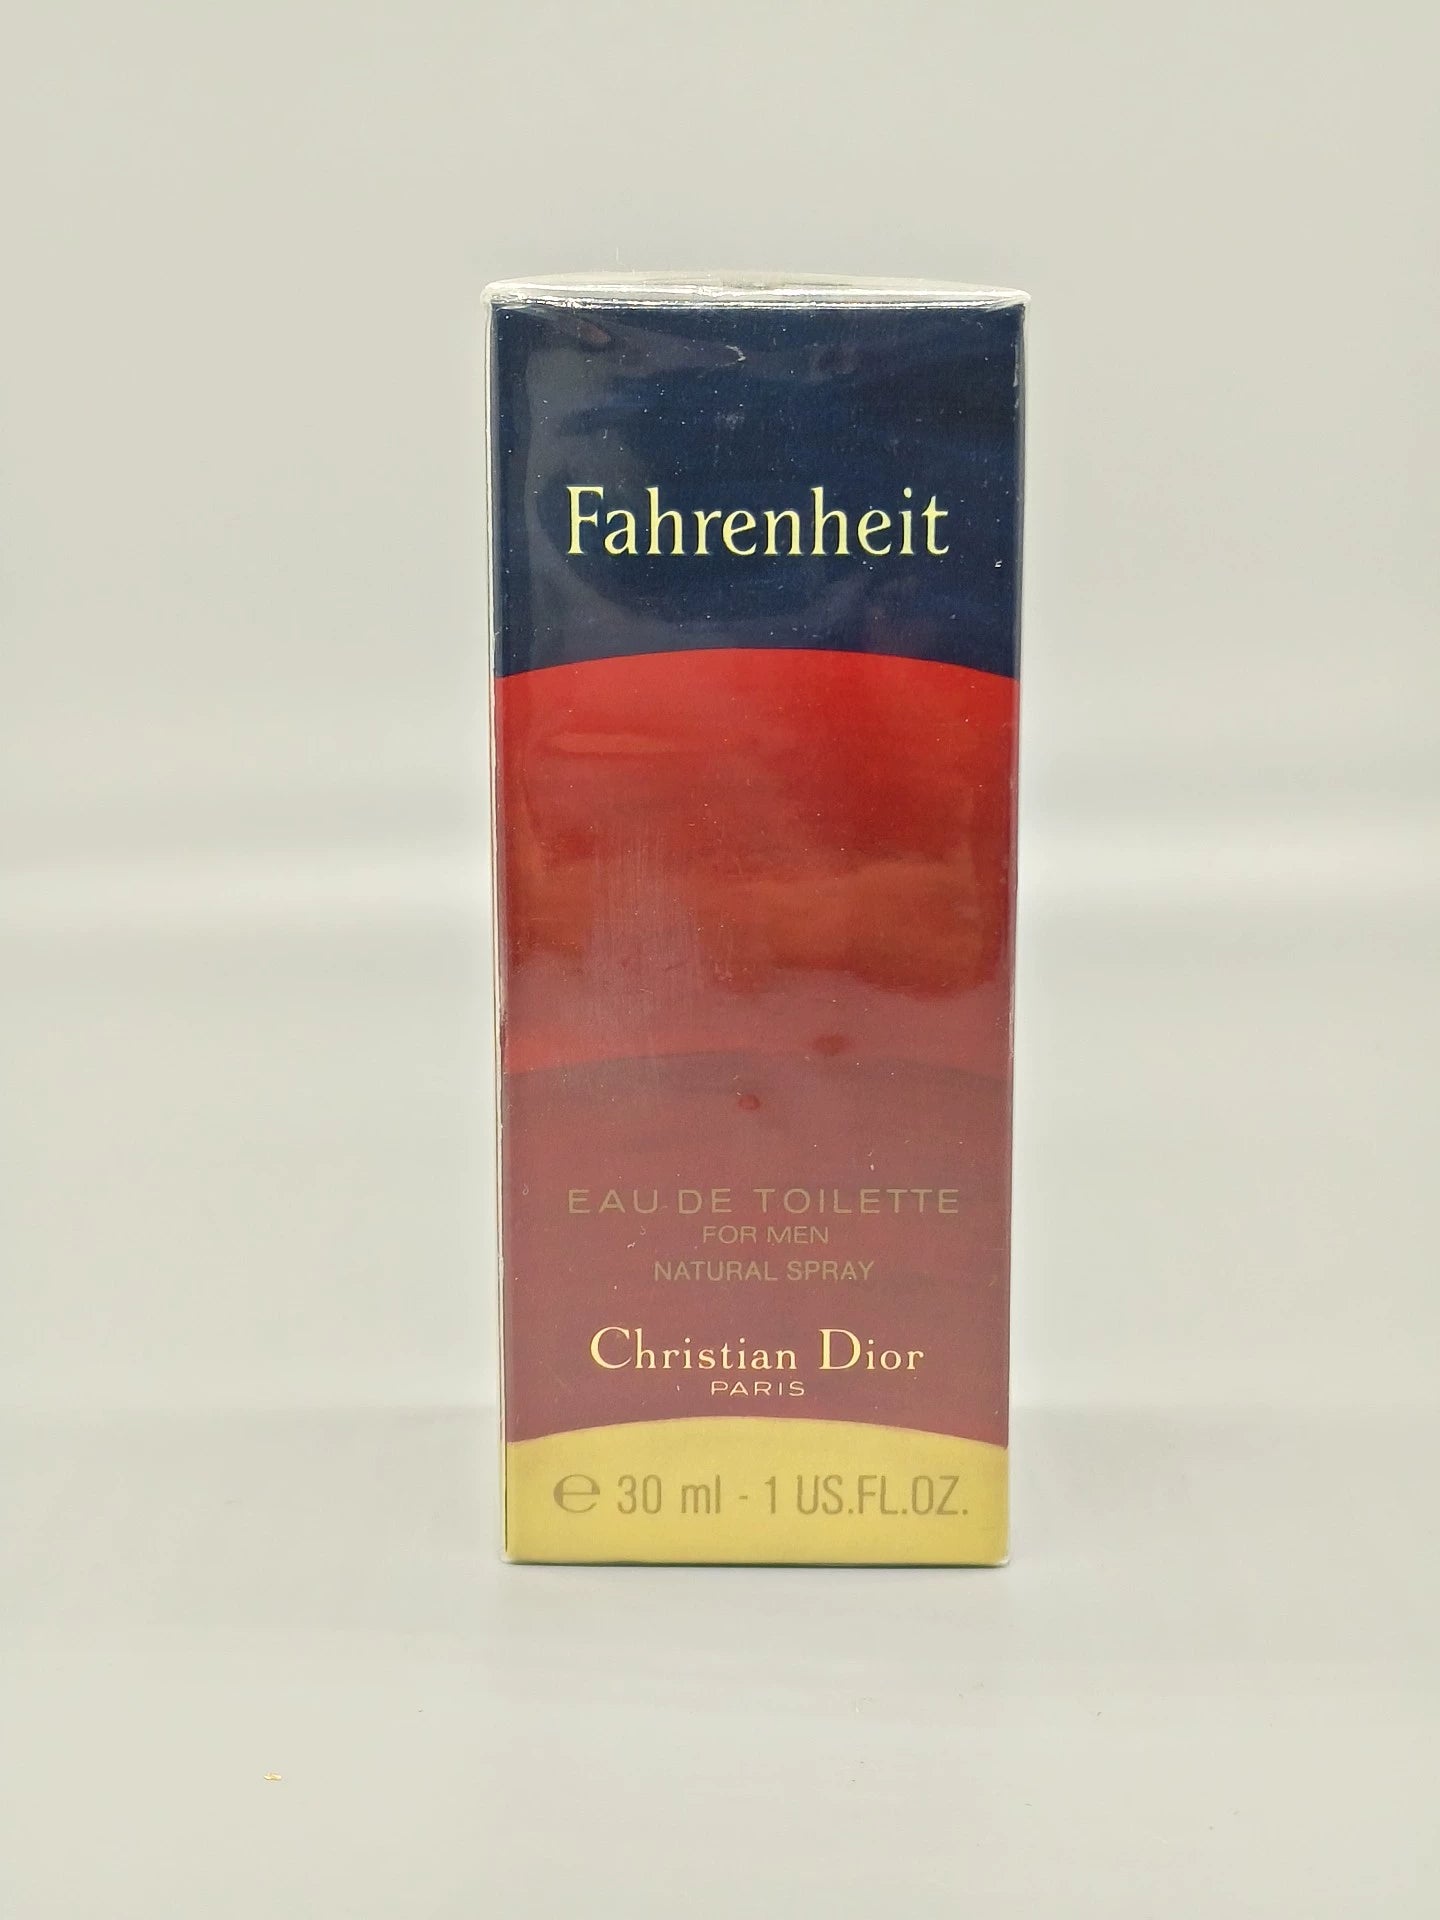 Fahrenheit
EAU DE TOILETTE
FOR MEN
NATURAL SPRAY
Christian Dior
PARIS
℮ 30 ml - 1 US.FL.OZ.